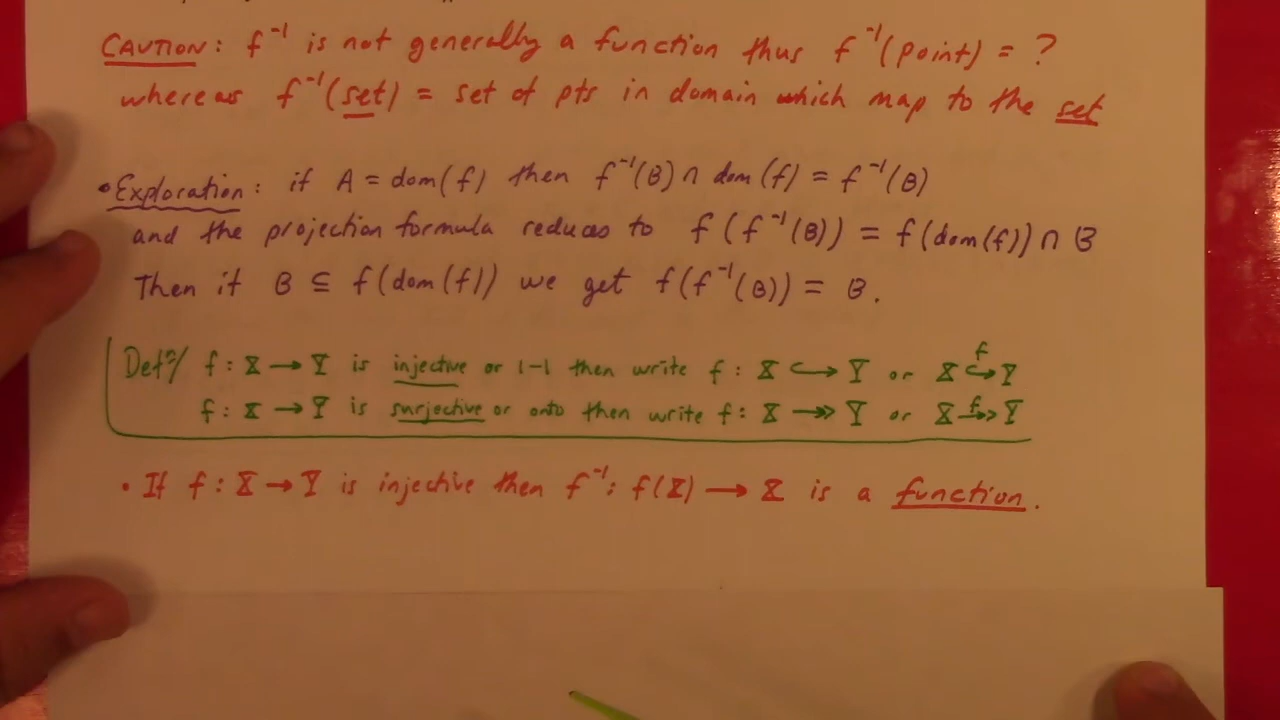 CAUTION: f⁻¹ is not generally a function thus f⁻¹(point) = ?
whereas f⁻¹(set) = set of pts in domain which map to the set
• Exploration: if A = dom(f) then f⁻¹(B) ∩ dom(f) = f⁻¹(B)
and the projection formula reduces to f(f⁻¹(B)) = f(dom(f)) ∩ B
Then if B ⊆ f(dom(f)) we get f(f⁻¹(B)) = B.
Defⁿ/ f: X → Y is injective or 1-1 then write f: X ↪ Y or X ↪ᶠ Y
f: X → Y is surjective or onto then write f: X ↠ Y or X ↠ᶠ Y
• If f: X → Y is injective then f⁻¹: f(X) → X is a function.